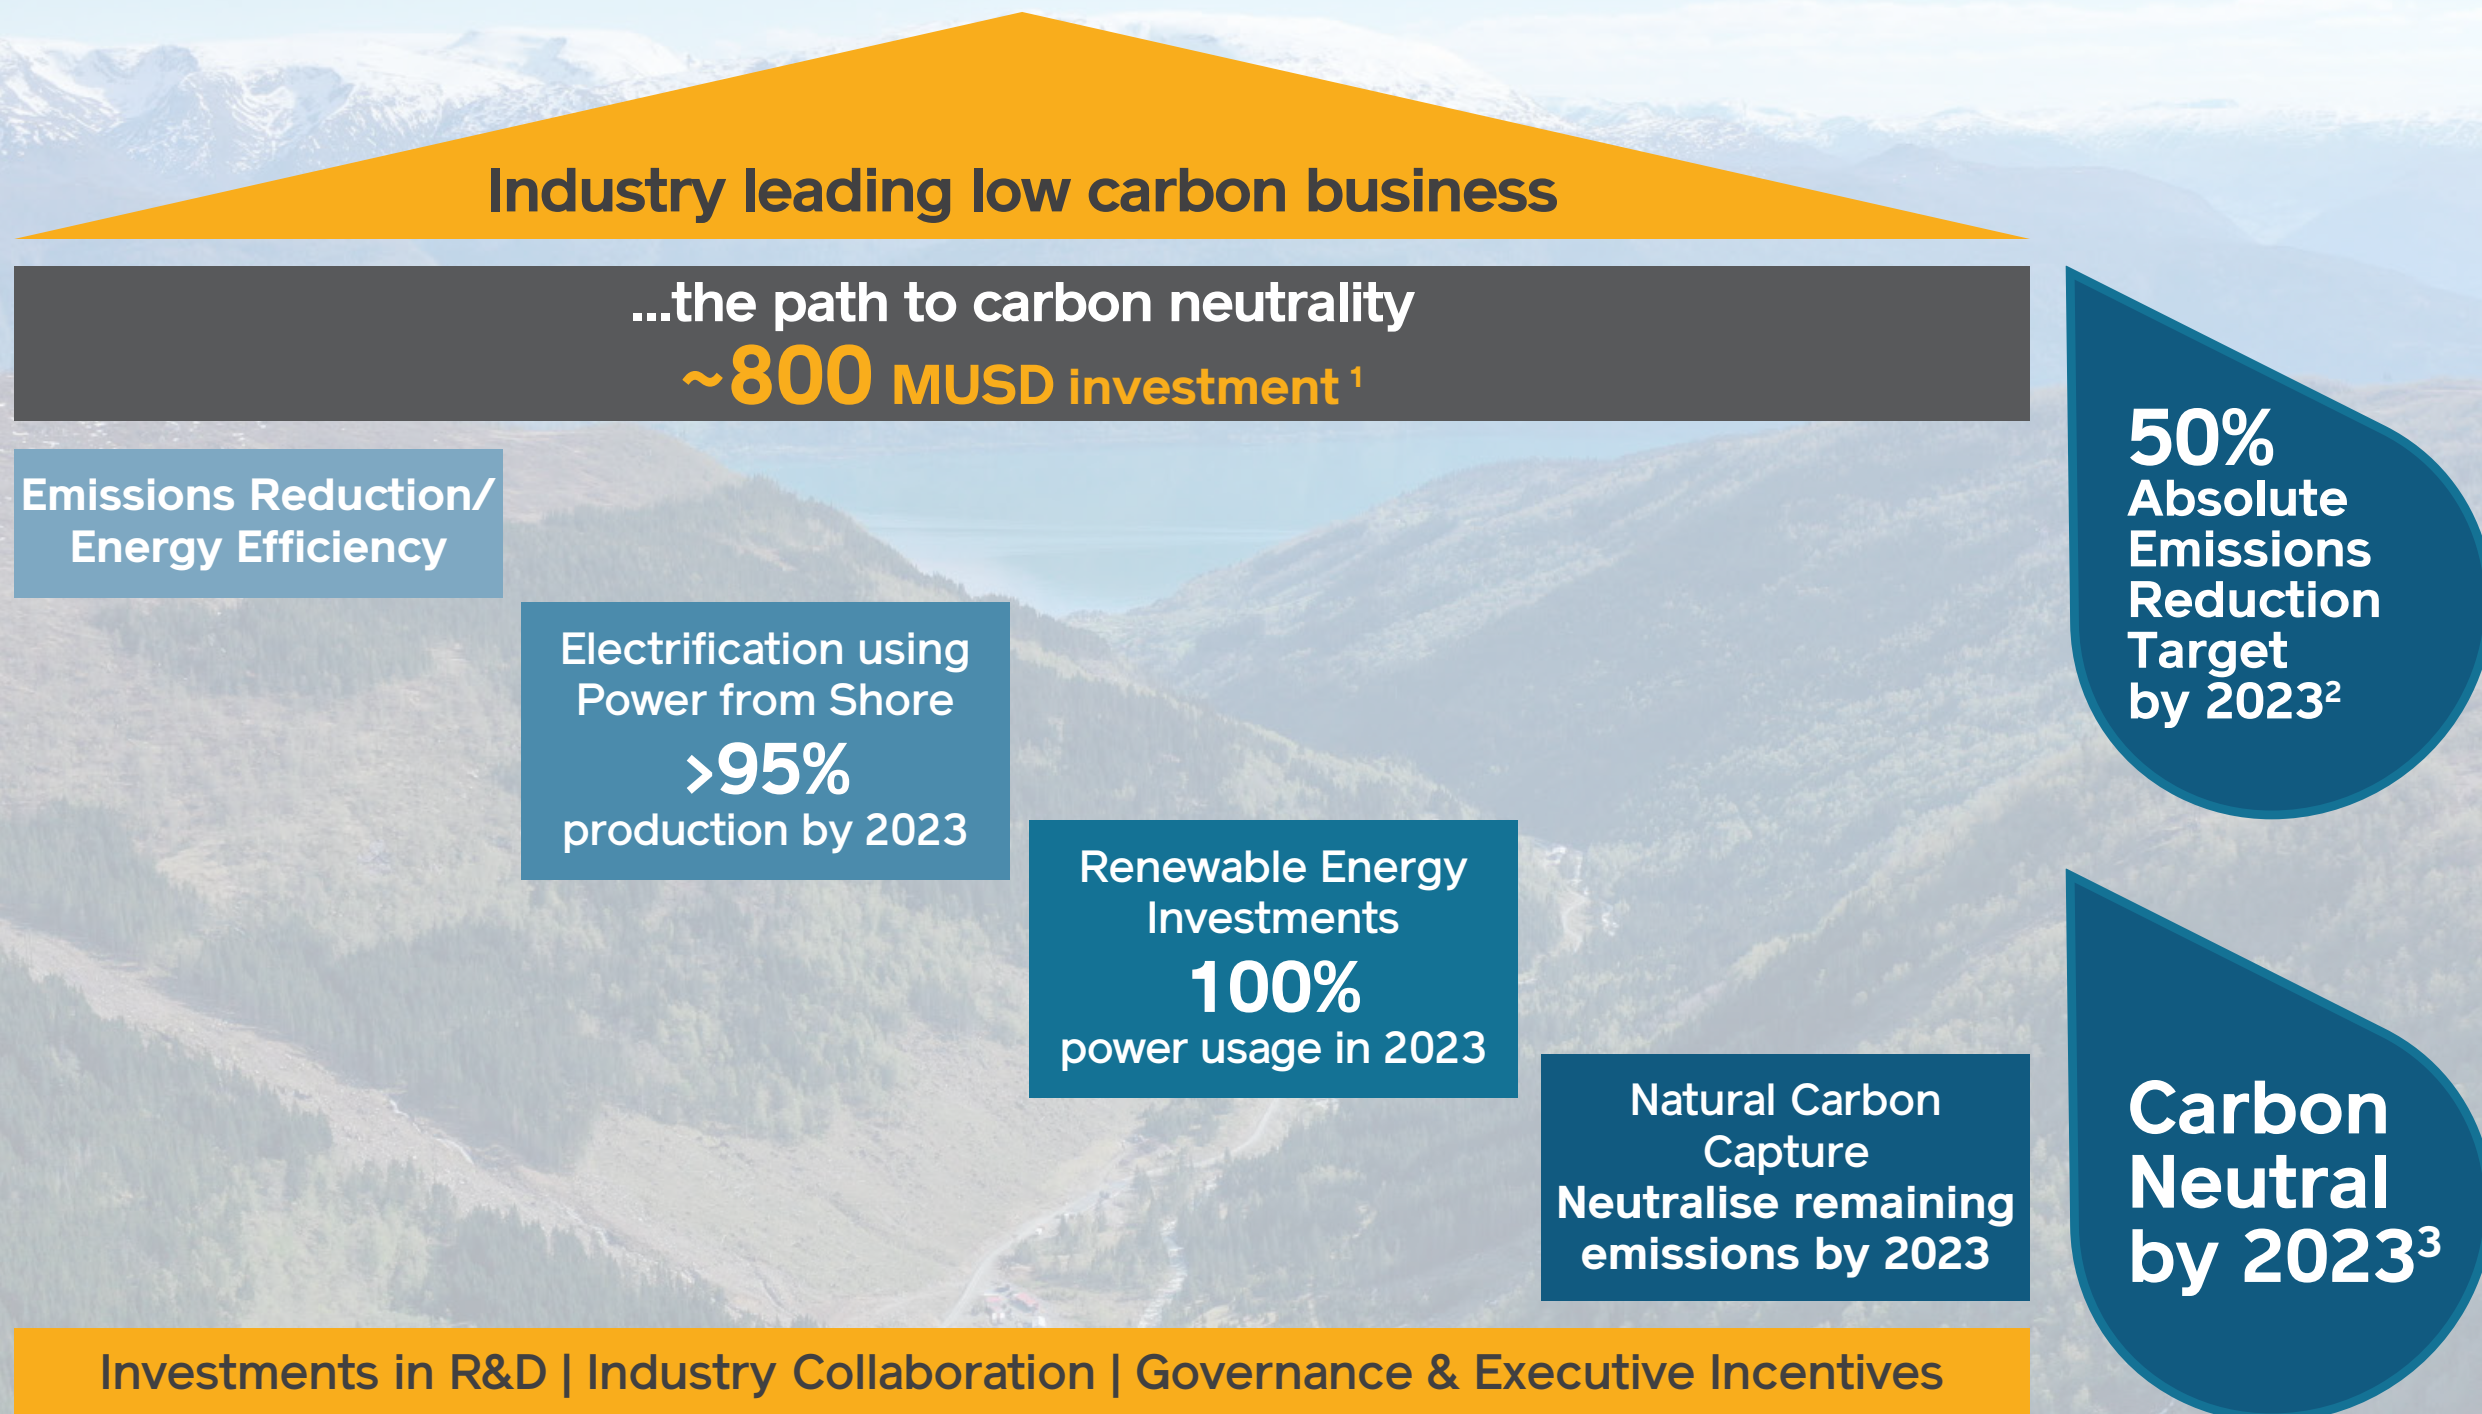 Industry leading low carbon business
...the path to carbon neutrality
~800 MUSD investment ¹
Emissions Reduction/
Energy Efficiency
Electrification using
Power from Shore
>95%
production by 2023
Renewable Energy
Investments
100%
power usage in 2023
Natural Carbon
Capture
Neutralise remaining
emissions by 2023
50%
Absolute
Emissions
Reduction
Target
by 2023²
Carbon
Neutral
by 2023³
Investments in R&D | Industry Collaboration | Governance & Executive Incentives